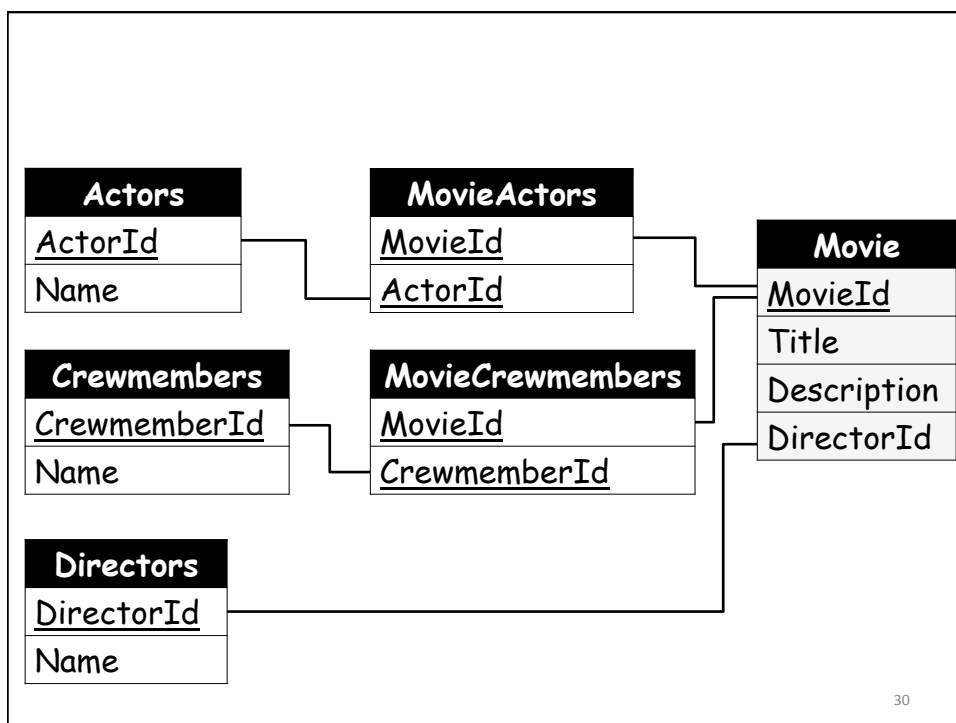 Actors
ActorId
Name
MovieActors
MovieId
ActorId
Movie
MovieId
Title
Description
DirectorId
Crewmembers
CrewmemberId
Name
MovieCrewmembers
MovieId
CrewmemberId
Directors
DirectorId
Name
30